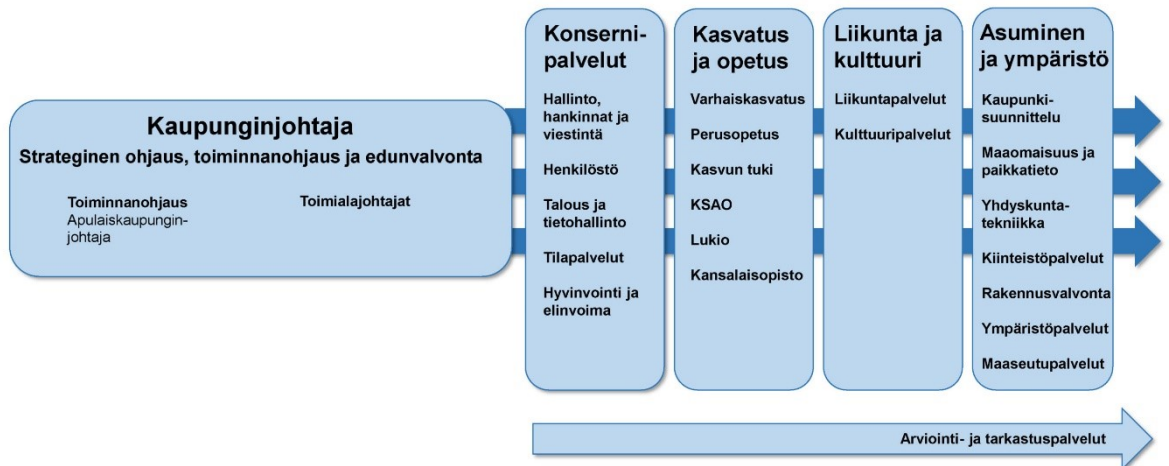 Kaupunginjohtaja
Strateginen ohjaus, toiminnanohjaus ja edunvalvonta
Toiminnanohjaus
Apulaiskaupungin-
johtaja
Toimialajohtajat
Konserni-
palvelut
Hallinto,
hankinnat ja
viestintä
Henkilöstö
Talous ja
tietohallinto
Tilapalvelut
Hyvinvointi ja
elinvoima
Kasvatus
ja opetus
Varhaiskasvatus
Perusopetus
Kasvun tuki
KSAO
Lukio
Kansalaisopisto
Liikunta ja
kulttuuri
Liikuntapalvelut
Kulttuuripalvelut
Asuminen
ja ympäristö
Kaupunki-
suunnittelu
Maaomaisuus ja
paikkatieto
Yhdyskunta-
tekniikka
Kiinteistöpalvelut
Rakennusvalvonta
Ympäristöpalvelut
Maaseutupalvelut
Arviointi- ja tarkastuspalvelut